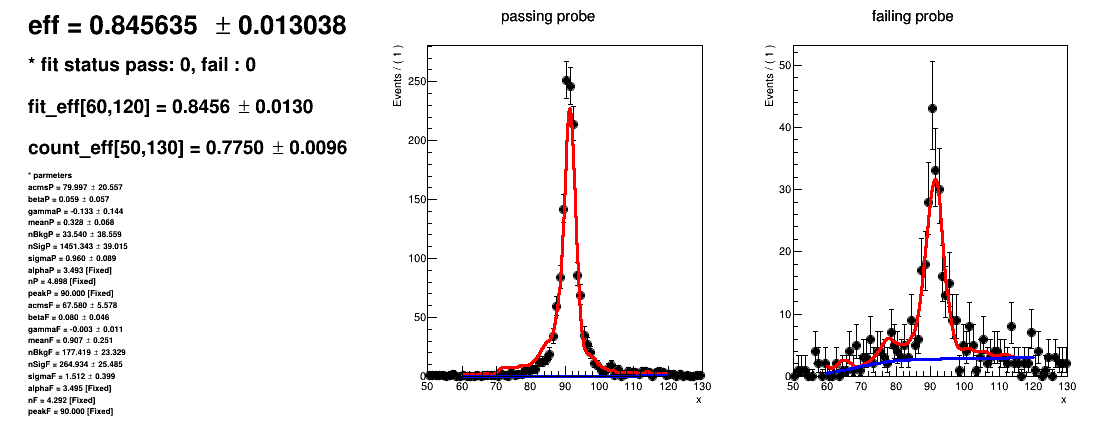 eff = 0.845635 ± 0.013038
* fit status pass: 0, fail : 0
fit_eff[60,120] = 0.8456 ± 0.0130
count_eff[50,130] = 0.7750 ± 0.0096
* parmeters
acmsP = 79.997 ± 20.557
betaP = 0.059 ± 0.057
gammaP = -0.133 ± 0.144
meanP = 0.328 ± 0.068
nBkgP = 33.540 ± 38.559
nSigP = 1451.343 ± 39.015
sigmaP = 0.960 ± 0.089
alphaP = 3.493 [Fixed]
nP = 4.898 [Fixed]
peakP = 90.000 [Fixed]
acmsF = 67.580 ± 5.578
betaF = 0.080 ± 0.046
gammaF = -0.003 ± 0.011
meanF = 0.907 ± 0.251
nBkgF = 177.419 ± 23.329
nSigF = 264.934 ± 25.485
sigmaF = 1.512 ± 0.399
alphaF = 3.495 [Fixed]
nF = 4.292 [Fixed]
peakF = 90.000 [Fixed]
passing probe
Events / ( 1 )
250
200
150
100
50
0
50 60 70 80 90 100 110 120 130
x
failing probe
Events / ( 1 )
50
40
30
20
10
0
50 60 70 80 90 100 110 120 130
x